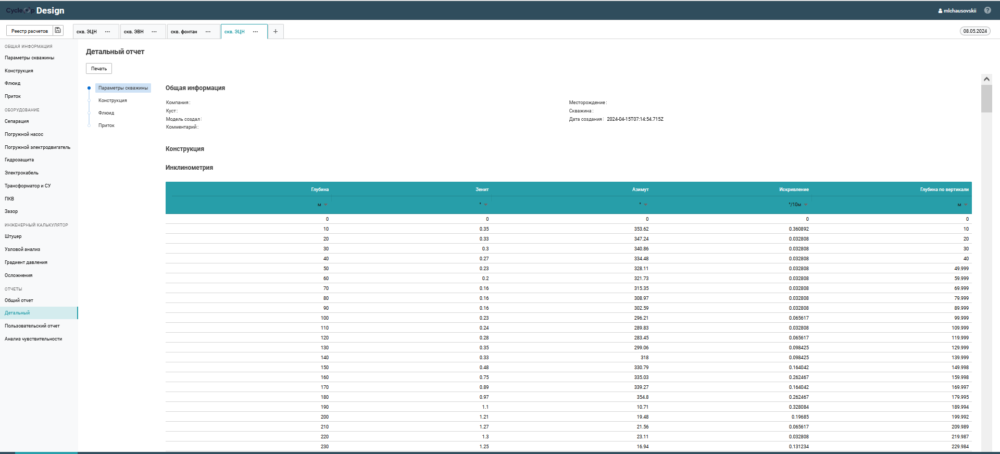 CycleOp Design
mlchausovskii
Реестр расчетов
скв. ЭЦН ···
скв. ЭВН ···
скв. фонтан ···
скв. ЭЦН ···
+
08.05.2024
ОБЩАЯ ИНФОРМАЦИЯ
Параметры скважины
Конструкция
Флюид
Приток
ОБОРУДОВАНИЕ
Сепарация
Погружной насос
Погружной электродвигатель
Гидрозащита
Электрокабель
Трансформатор и СУ
ПКВ
Зазор
ИНЖЕНЕРНЫЙ КАЛЬКУЛЯТОР
Штуцер
Узловой анализ
Градиент давления
Осложнения
ОТЧЕТЫ
Общий отчет
Детальный
Пользовательский отчет
Анализ чувствительности
Детальный отчет
Печать
Параметры скважины
Конструкция
Флюид
Приток
Общая информация
Компания: Месторождение:
Куст: Скважина:
Модель создал: Дата создания: 2024-04-15T07:14:54.715Z
Комментарий:
Конструкция
Инклинометрия
Глубина Зенит Азимут Искривление Глубина по вертикали
м ° ° °/10м м
0 0 0 0 0
10 0.35 353.62 0.360892 10
20 0.33 347.24 0.032808 20
30 0.3 340.86 0.032808 30
40 0.27 334.48 0.032808 40
50 0.23 328.11 0.032808 49.999
60 0.2 321.73 0.032808 59.999
70 0.16 315.35 0.032808 69.999
80 0.16 308.97 0.032808 79.999
90 0.16 302.59 0.032808 89.999
100 0.23 296.21 0.065617 99.999
110 0.24 289.83 0.032808 109.999
120 0.28 283.45 0.065617 119.999
130 0.35 299.06 0.098425 129.999
140 0.33 318 0.098425 139.999
150 0.48 330.79 0.164042 149.998
160 0.75 335.03 0.262467 159.998
170 0.89 339.27 0.164042 169.997
180 0.97 354.8 0.262467 179.995
190 1.1 10.71 0.328084 189.994
200 1.21 19.48 0.19685 199.992
210 1.27 21.56 0.065617 209.989
220 1.3 23.11 0.032808 219.987
230 1.25 16.94 0.131234 229.984